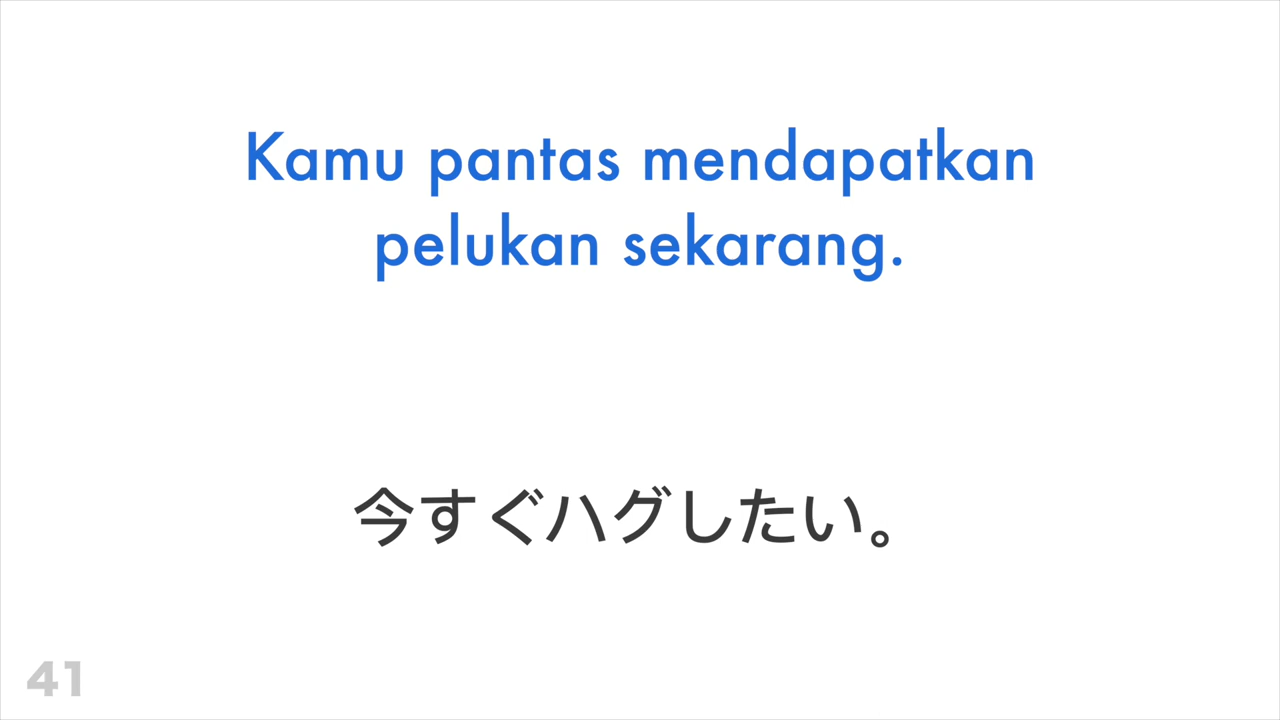 Kamu pantas mendapatkan
pelukan sekarang.
今すぐハグしたい。
41